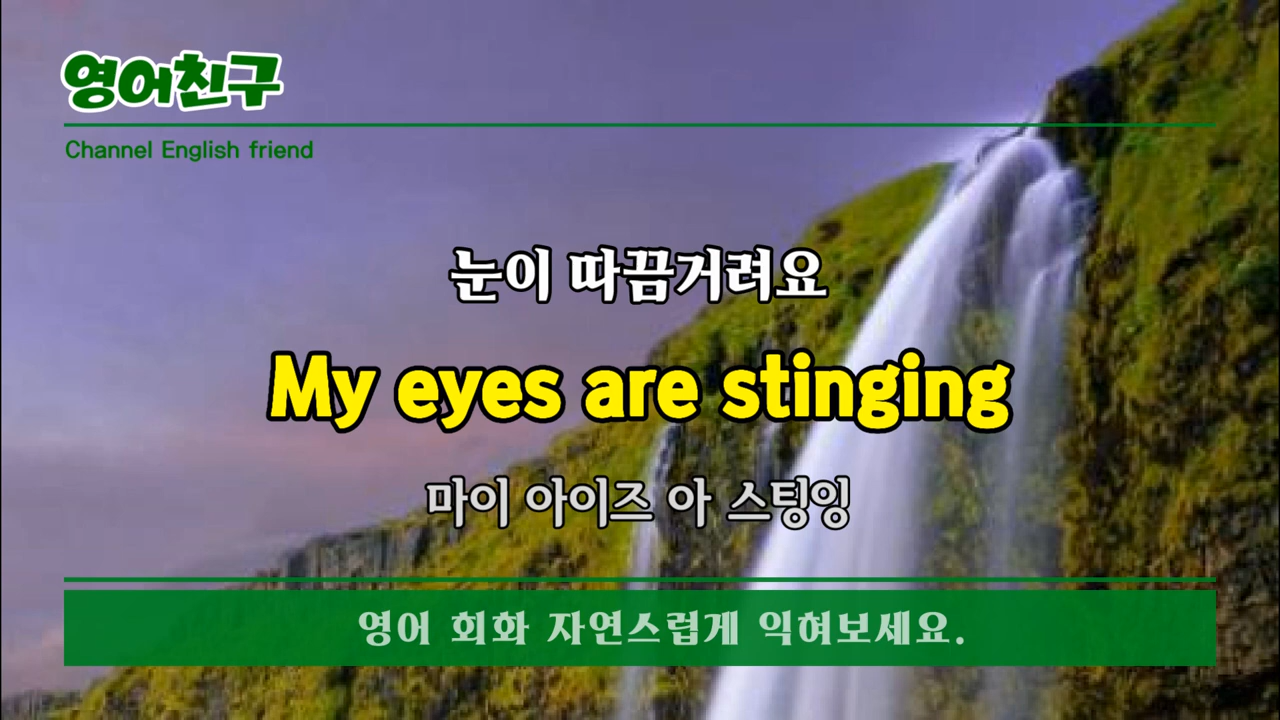 영어친구
Channel English friend
눈이 따끔거려요
My eyes are stinging
마이 아이즈 아 스팅잉
영어 회화 자연스럽게 익혀보세요.